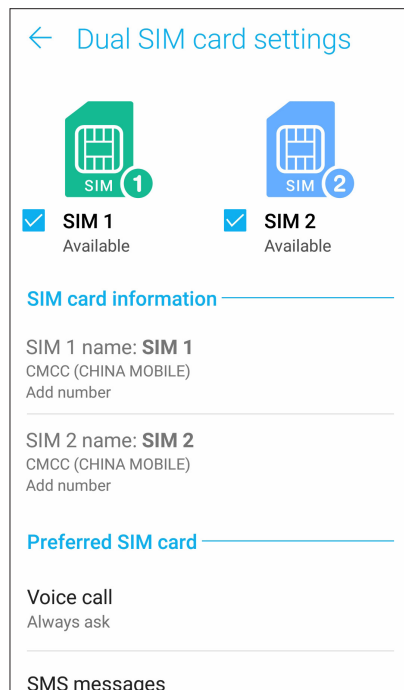 Dual SIM card settings
SIM 1
SIM 2
SIM 1
SIM 2
Available
Available
SIM card information
SIM 1 name: SIM 1
CMCC (CHINA MOBILE)
Add number
SIM 2 name: SIM 2
CMCC (CHINA MOBILE)
Add number
Preferred SIM card
Voice call
Always ask
SMS messages